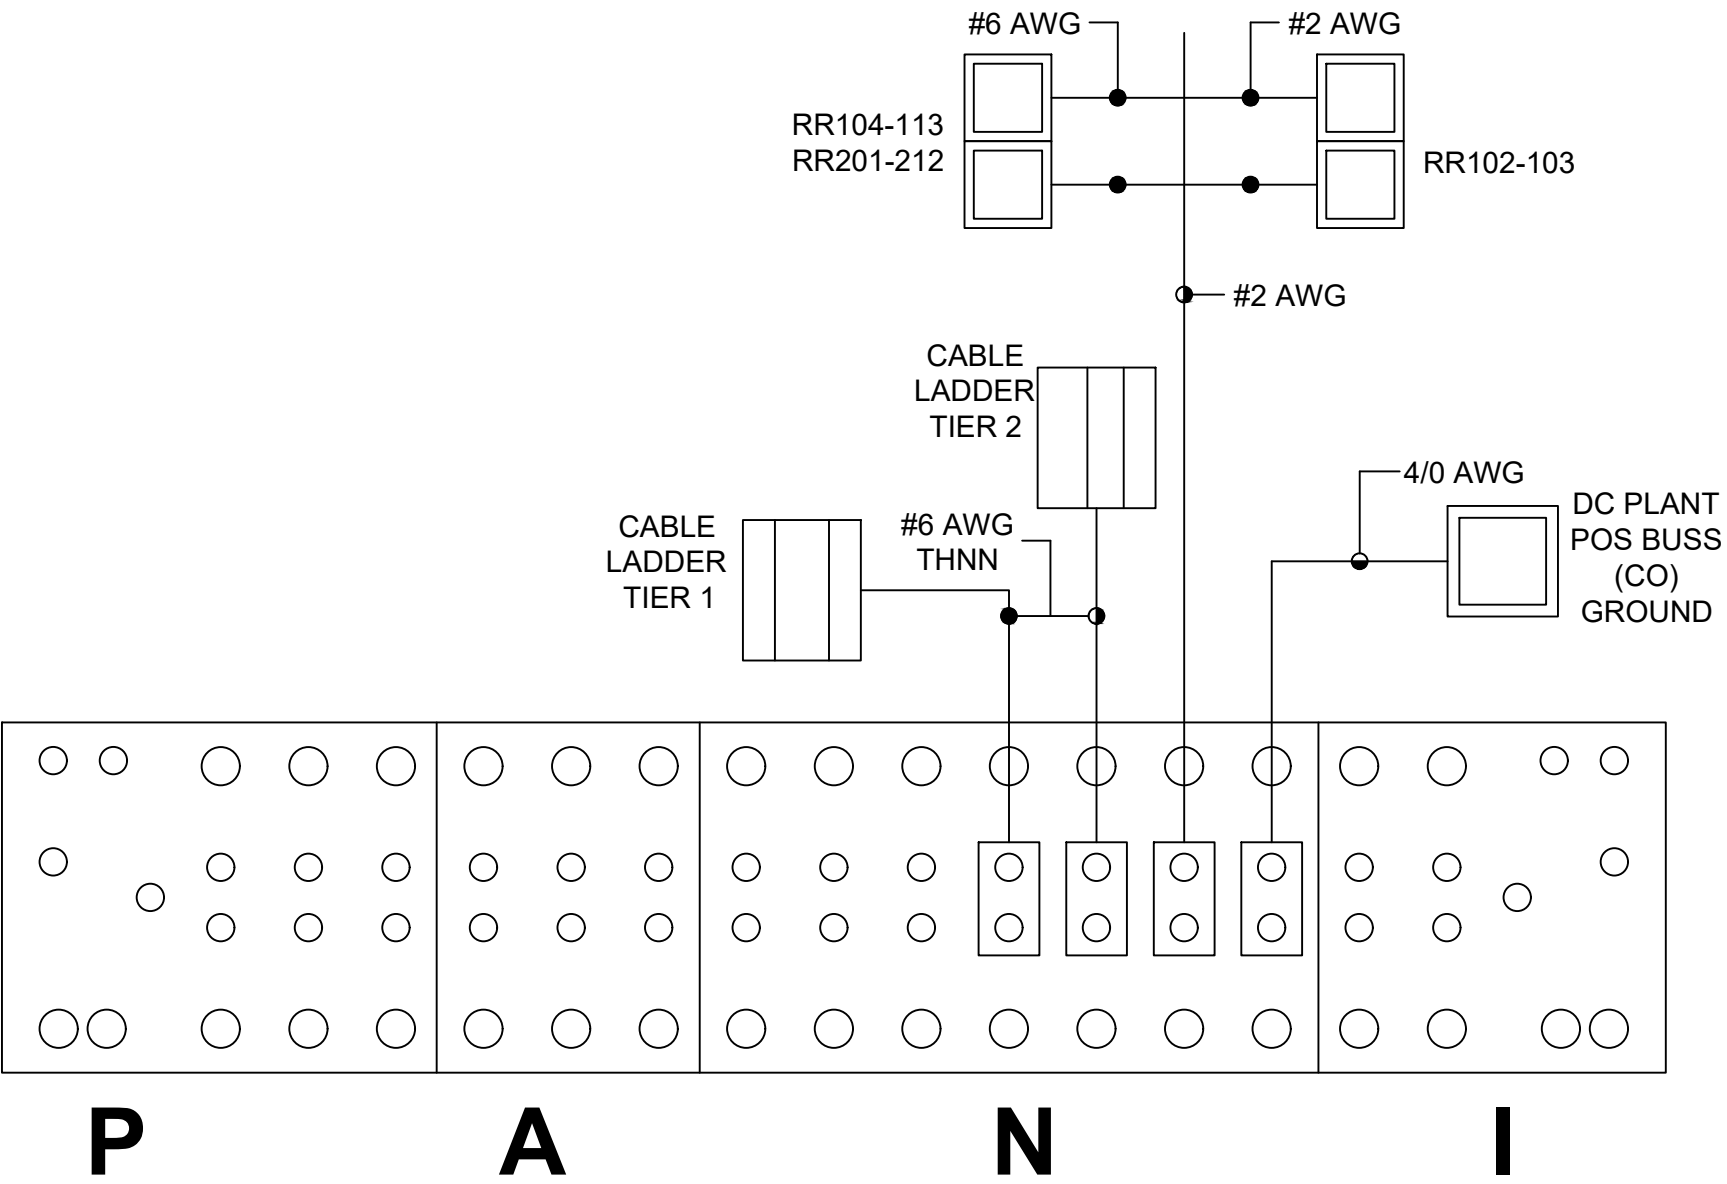 #6 AWG
#2 AWG
RR104-113
RR201-212
RR102-103
#2 AWG
CABLE
LADDER
TIER 2
4/0 AWG
DC PLANT
POS BUSS
(CO)
GROUND
CABLE
LADDER
TIER 1
#6 AWG
THNN
P
A
N
I